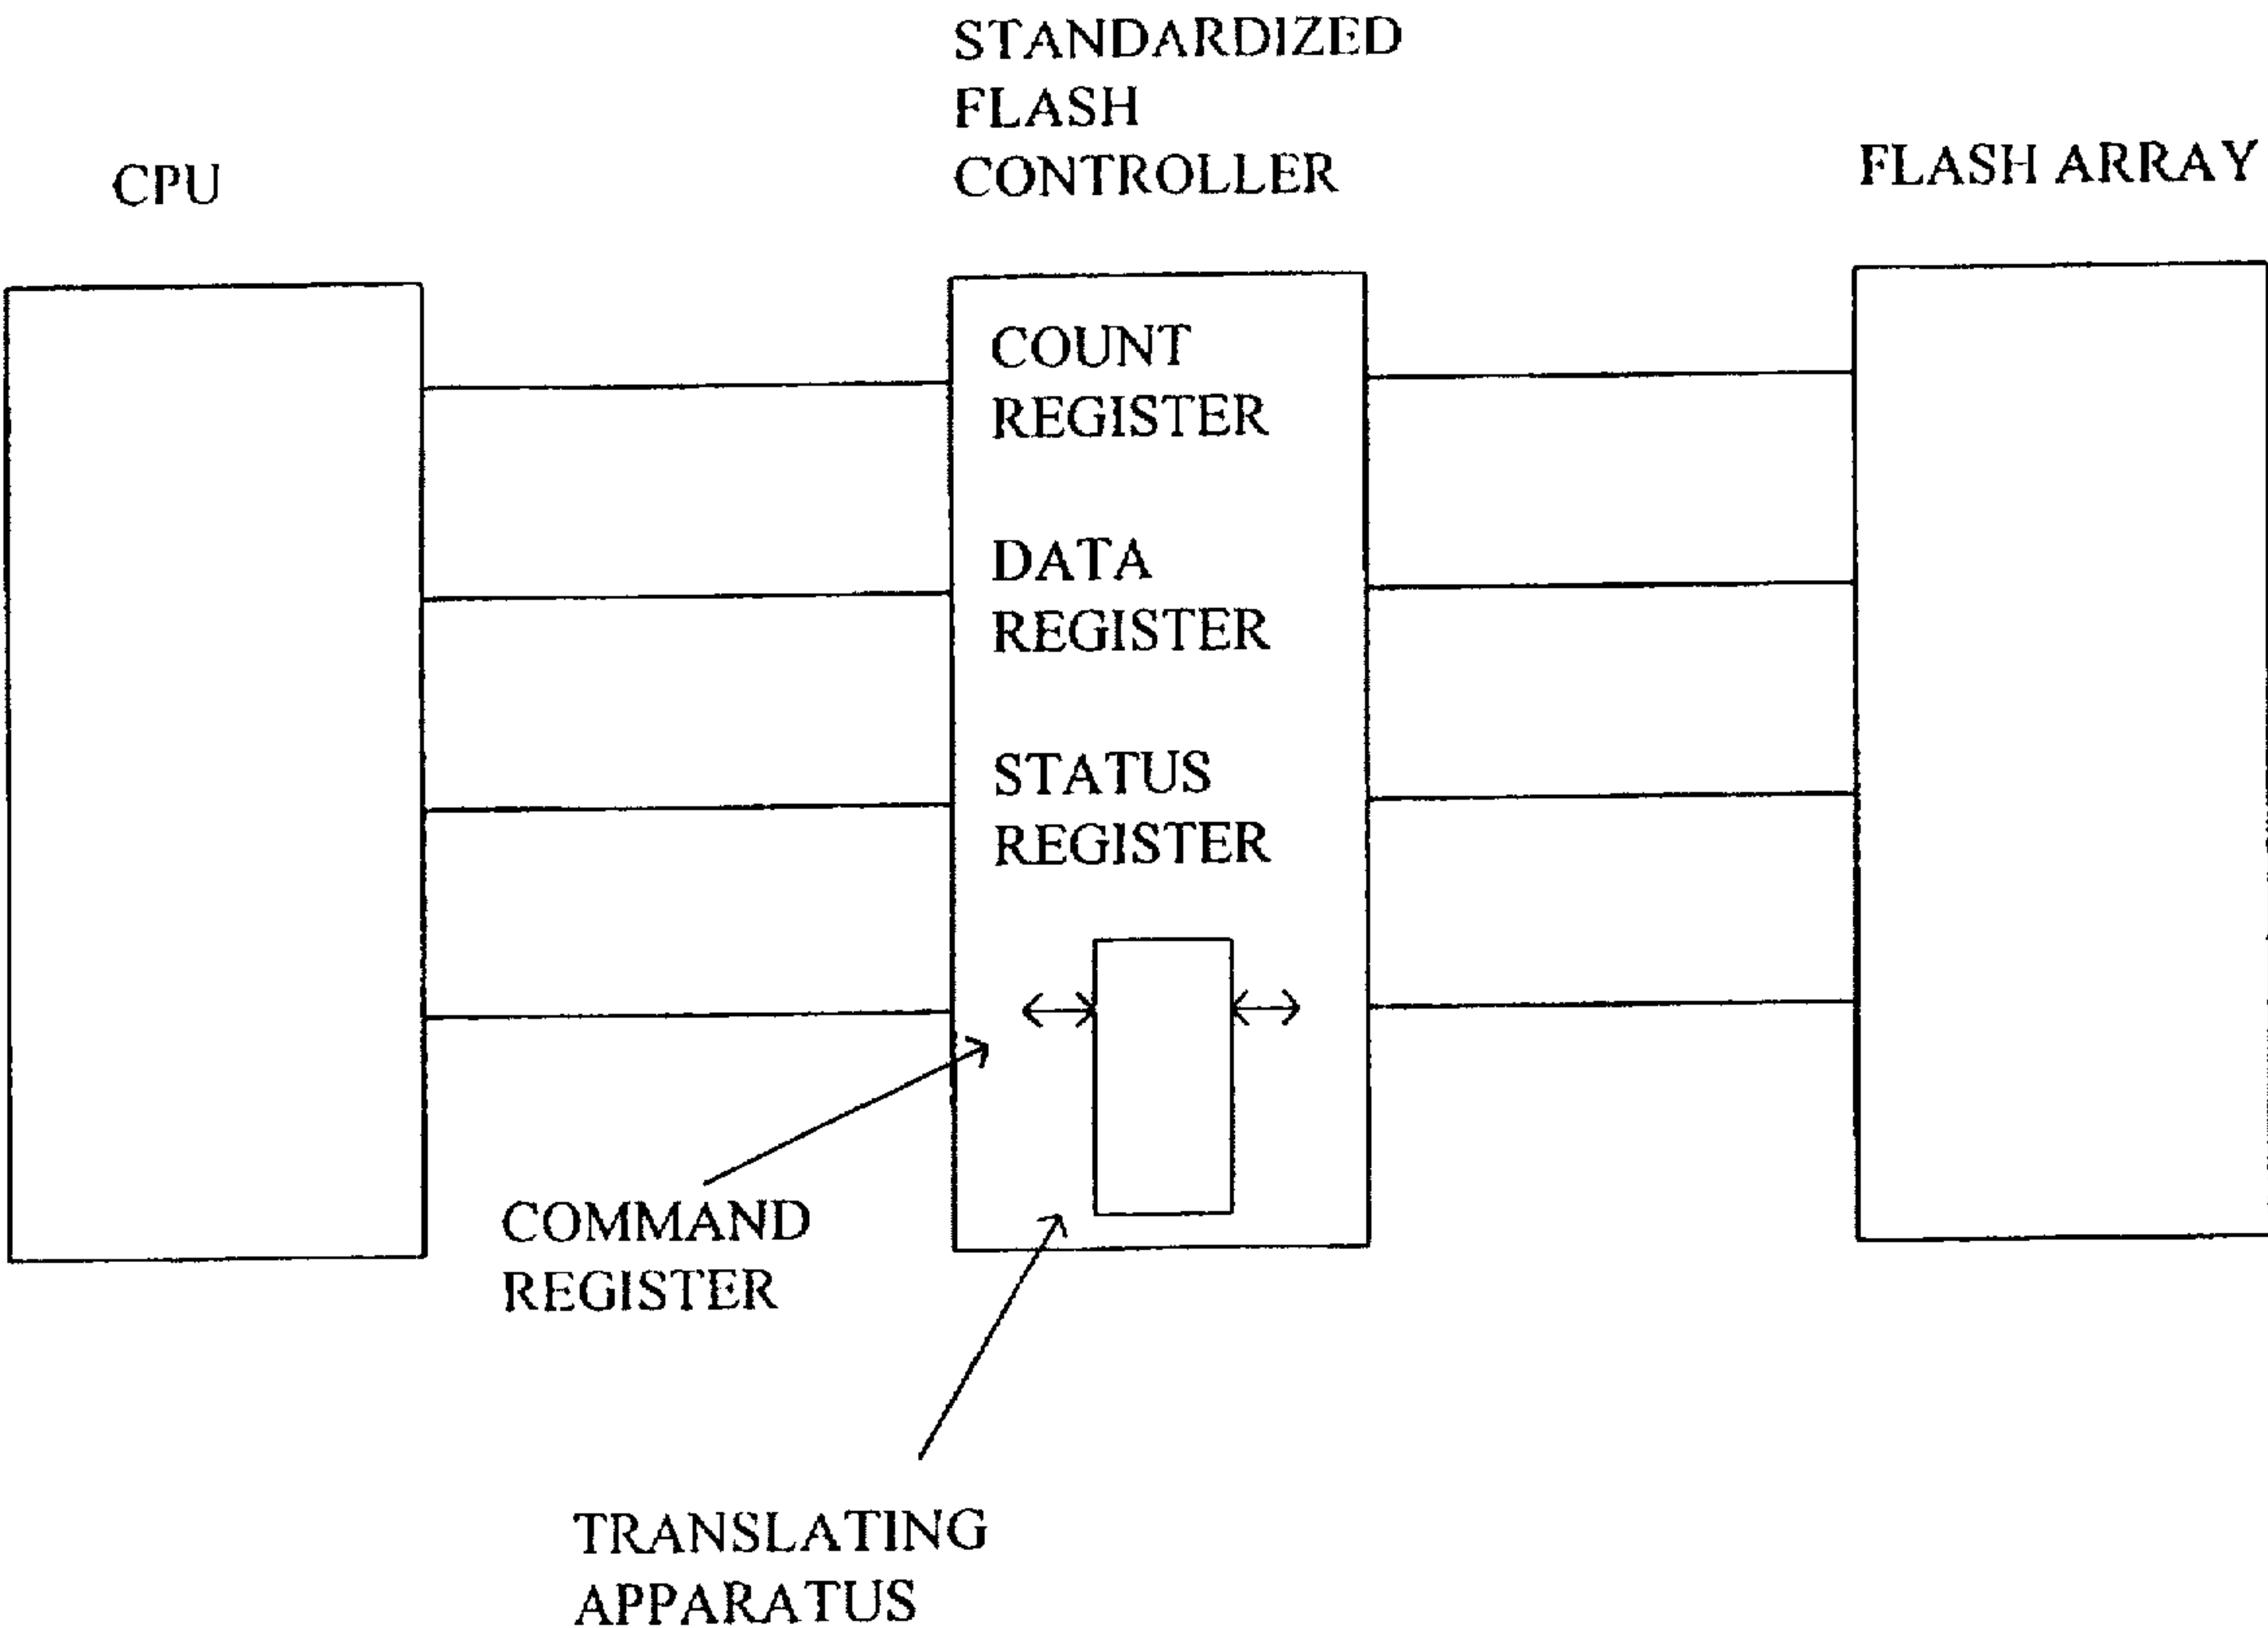 STANDARDIZED
FLASH
CONTROLLER
CPU
FLASH ARRAY
COUNT
REGISTER
DATA
REGISTER
STATUS
REGISTER
COMMAND
REGISTER
TRANSLATING
APPARATUS